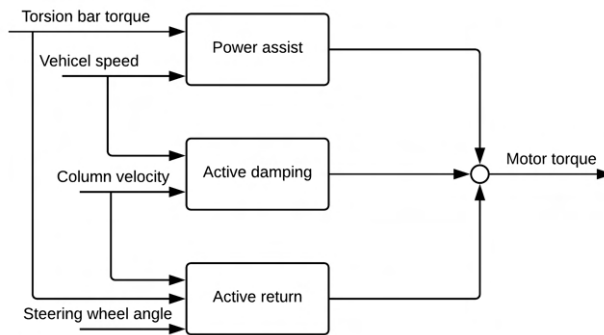 Torsion bar torque
Power assist
Vehicel speed
Active damping
Column velocity
Motor torque
Active return
Steering wheel angle